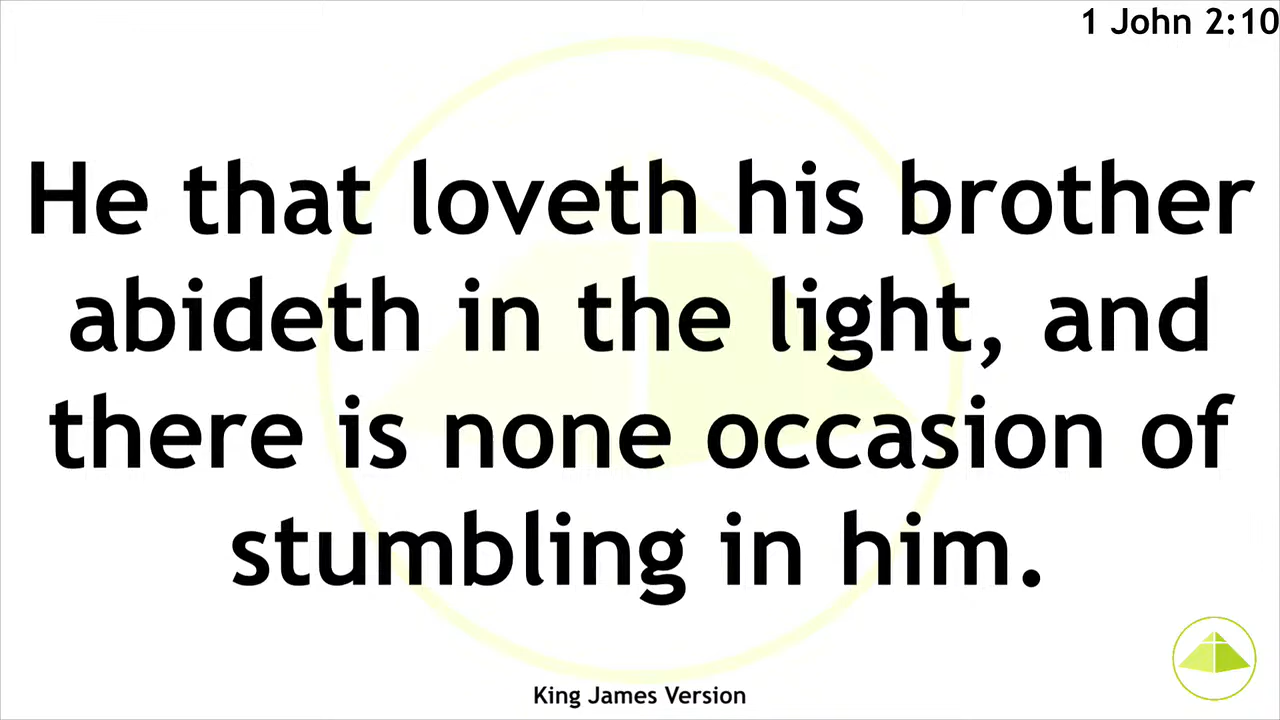 1 John 2:10
He that loveth his brother
abideth in the light, and
there is none occasion of
stumbling in him.
King James Version